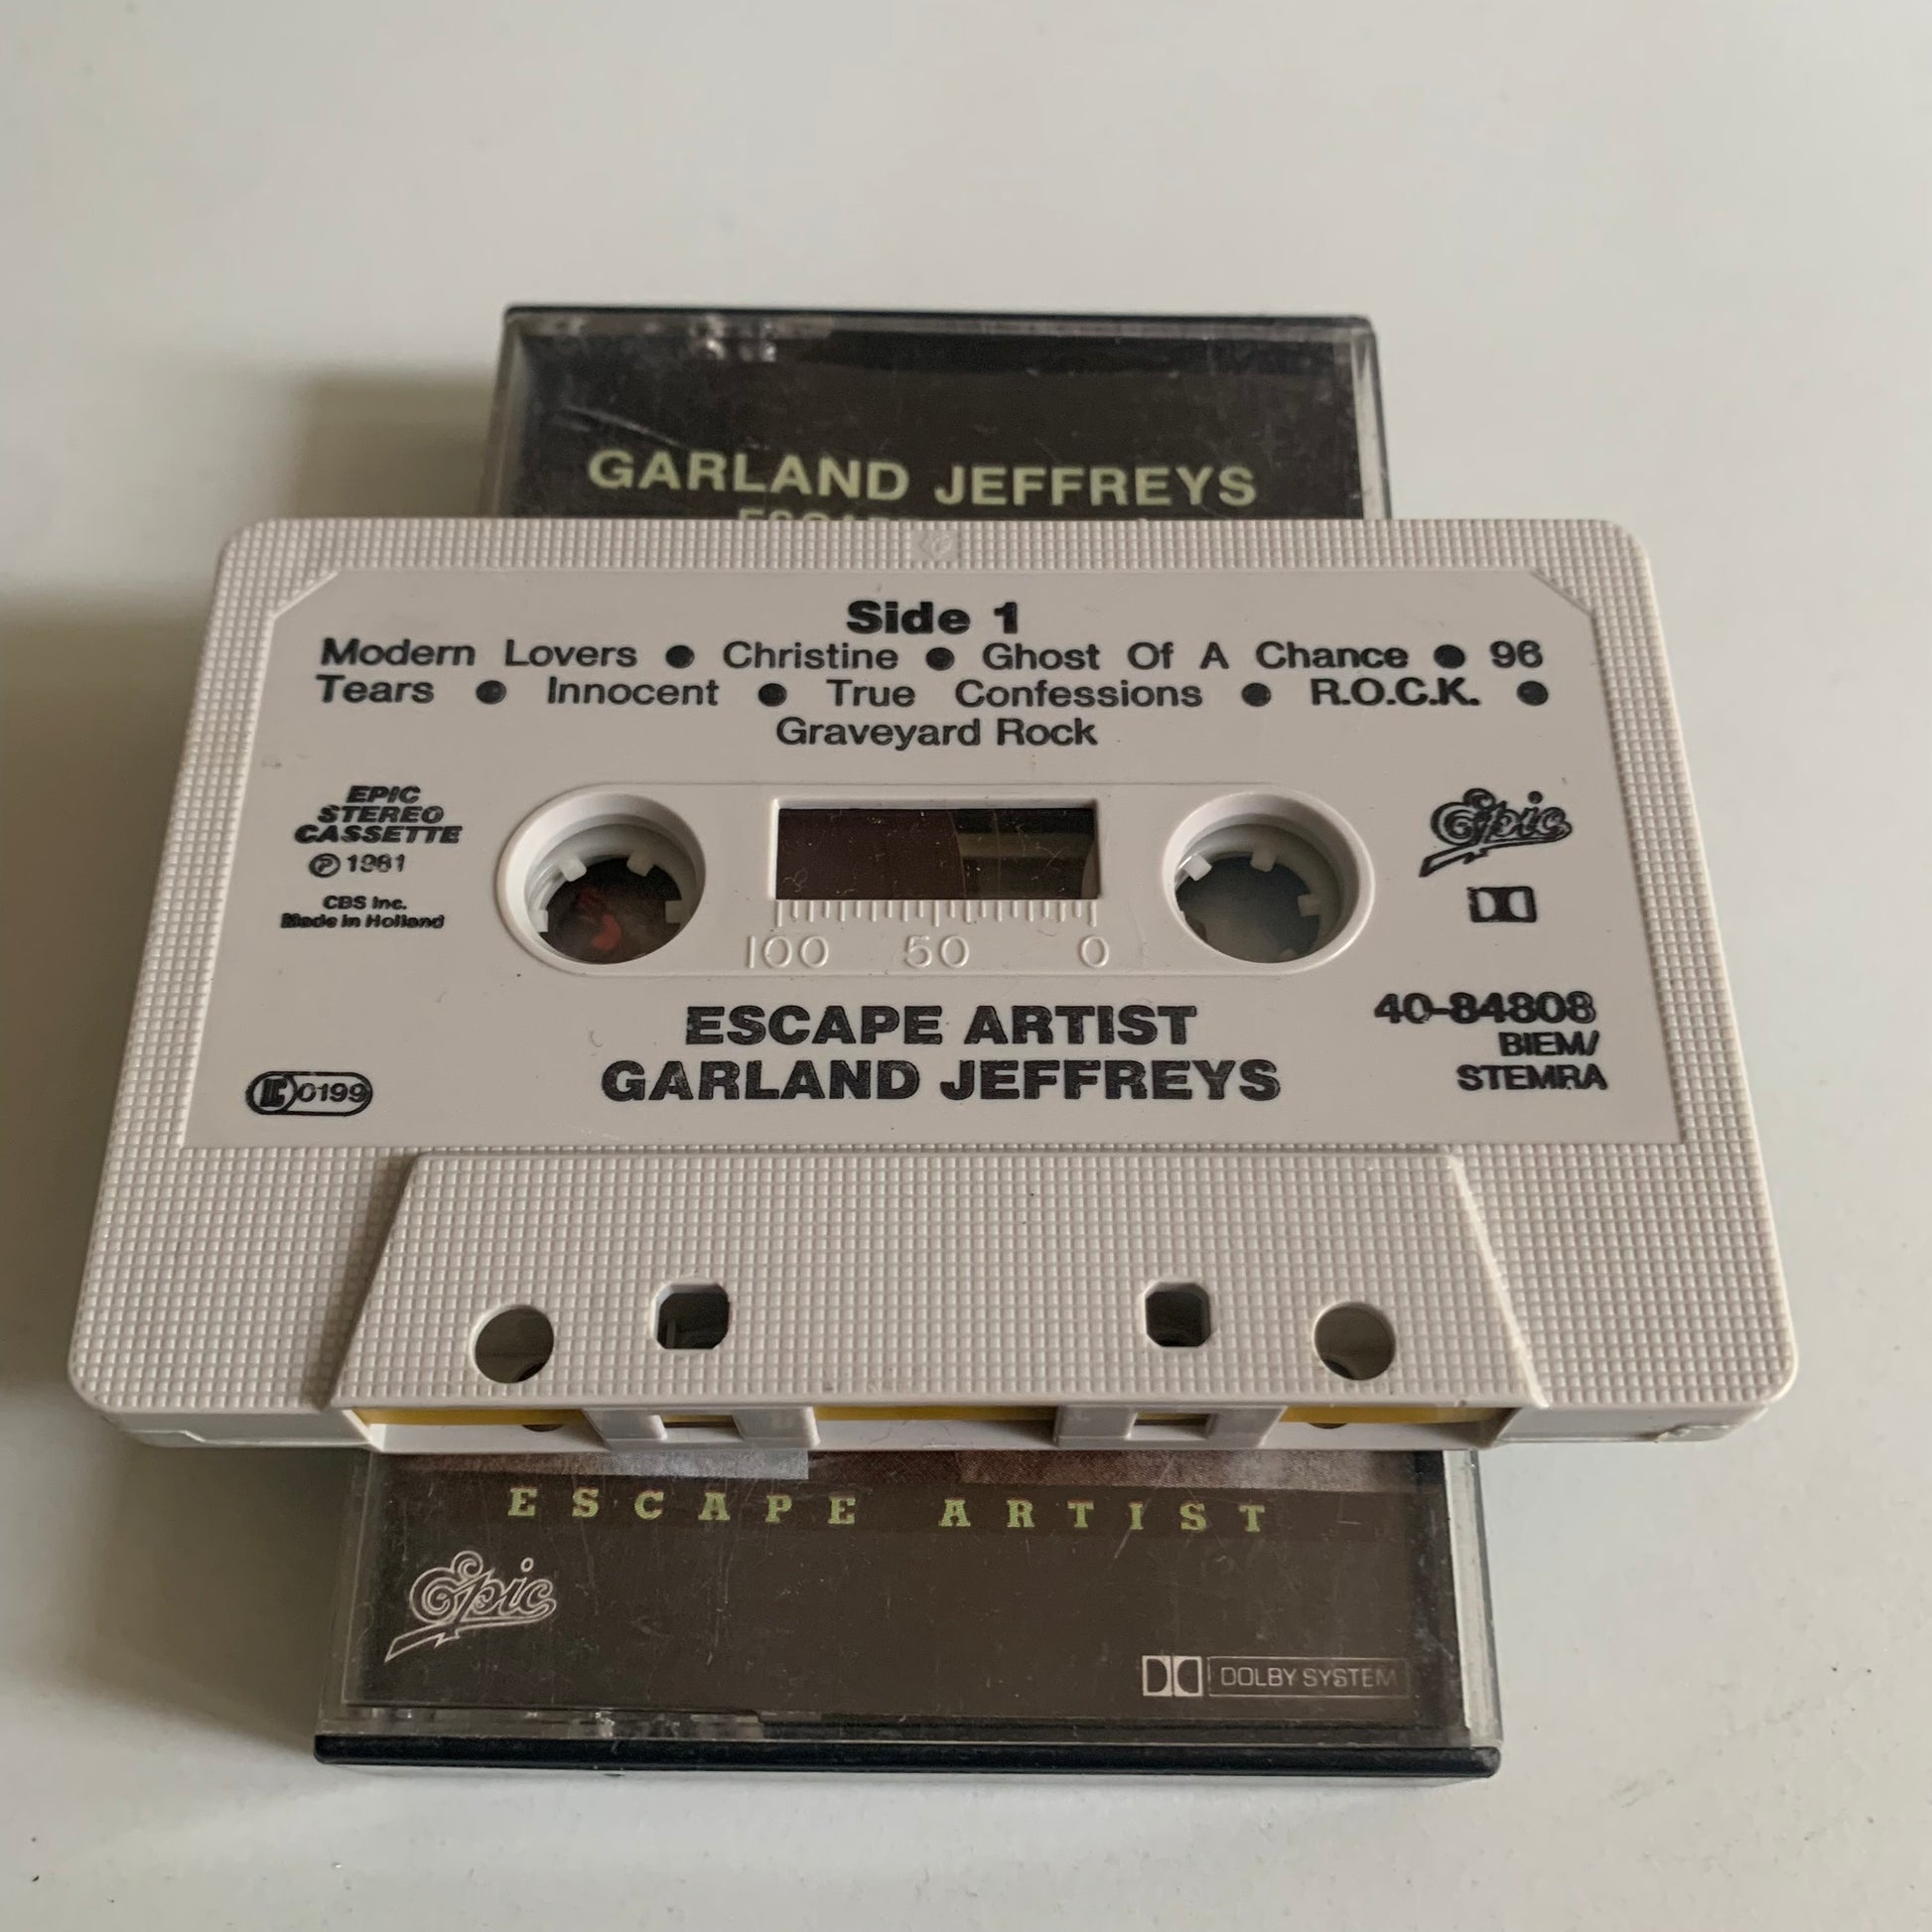 GARLAND JEFFREYS
Side 1
Modern Lovers ● Christine ● Ghost Of A Chance ● 96
Tears ● Innocent ● True Confessions ● R.O.C.K. ●
Graveyard Rock
EPIC
STEREO
CASSETTE
℗ 1981
CBS Inc.
Made in Holland
Epic
100 50 0
ESCAPE ARTIST
GARLAND JEFFREYS
40-84808
BIEM/
STEMRA
LC 0199
ESCAPE ARTIST
Epic
DOLBY SYSTEM